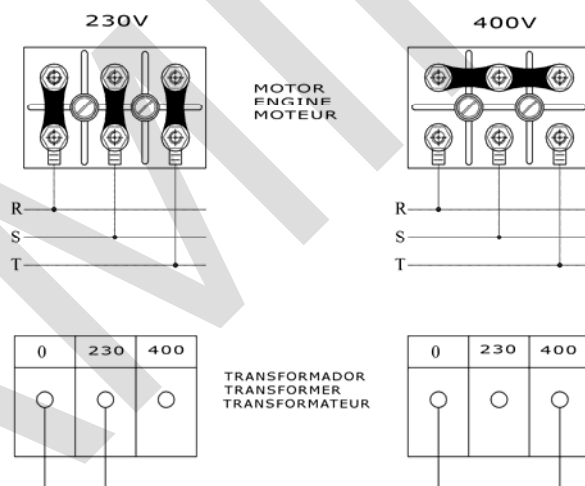 230V 400V
MOTOR
ENGINE
MOTEUR
R R
S S
T T
0 230 400 0 230 400
TRANSFORMADOR
TRANSFORMER
TRANSFORMATEUR